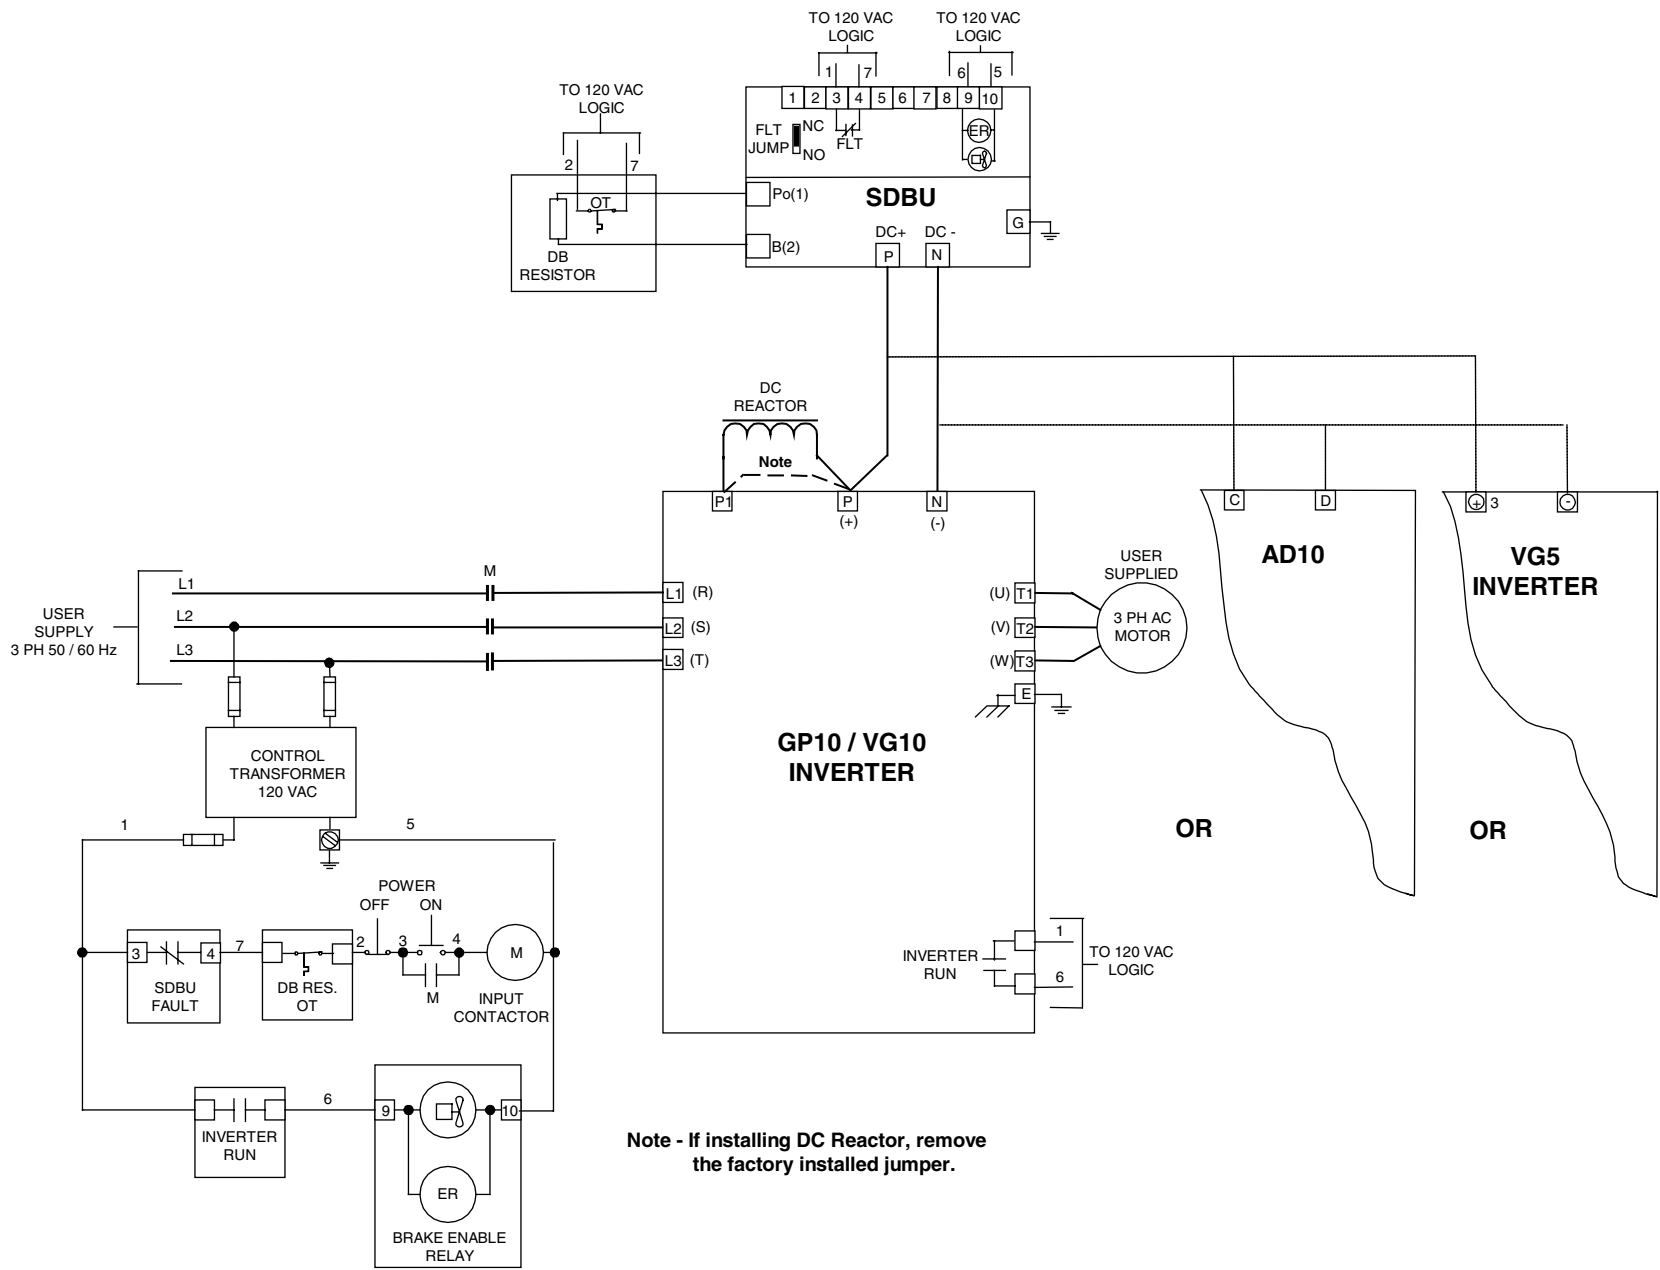 TO 120 VAC
LOGIC
TO 120 VAC
LOGIC
1 7
6 5
TO 120 VAC
LOGIC
2 7
1 2 3 4 5 6 7 8 9 10
FLT
JUMP
NC
NO
FLT
ER
SDBU
Po(1)
B(2)
OT
DB
RESISTOR
G
DC+ DC -
P N
DC
REACTOR
Note
P1 P N
(+) (-)
C D
+ 3 -
AD10
VG5
INVERTER
USER
SUPPLY
3 PH 50 / 60 Hz
L1
L2
L3
M
L1 (R)
L2 (S)
L3 (T)
(U) T1
(V) T2
(W) T3
E
USER
SUPPLIED
3 PH AC
MOTOR
GP10 / VG10
INVERTER
OR
OR
CONTROL
TRANSFORMER
120 VAC
1
5
POWER
OFF ON
3 4 7 2 3 4
M
M
SDBU
FAULT
DB RES.
OT
INPUT
CONTACTOR
INVERTER
RUN
1
6
TO 120 VAC
LOGIC
6
9 10
INVERTER
RUN
ER
BRAKE ENABLE
RELAY
Note - If installing DC Reactor, remove
the factory installed jumper.